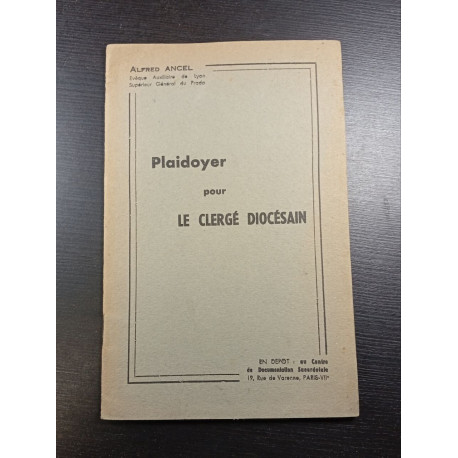 ALFRED ANCEL
Evêque Auxiliaire de Lyon
Supérieur Général du Prado
Plaidoyer
pour
LE CLERGÉ DIOCÉSAIN
EN DEPOT : au Centre
de Documentation Sacerdotale
19, Rue de Varenne, PARIS-VIIe